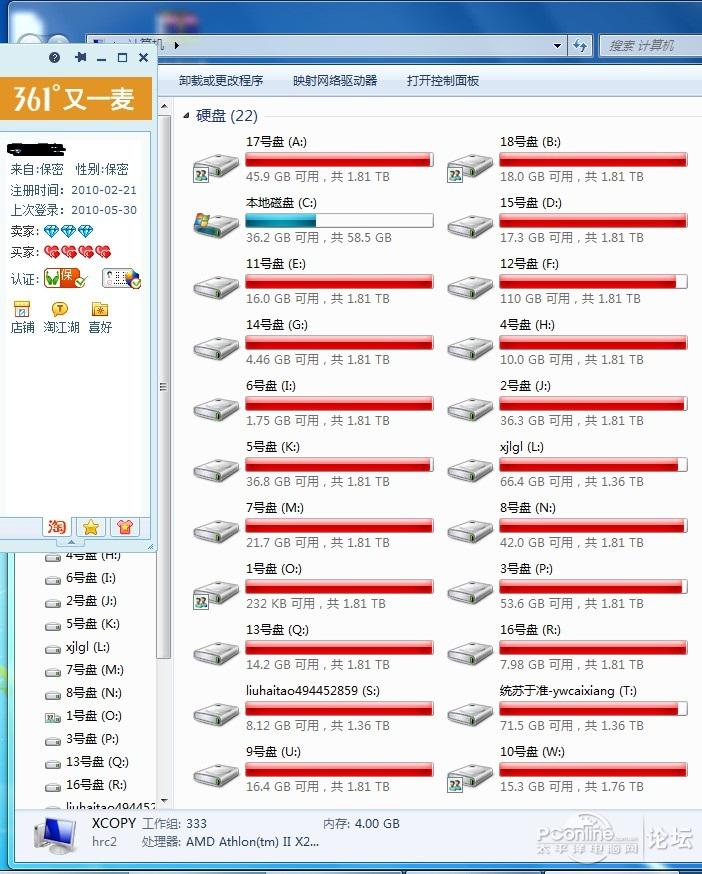 计算机
搜索 计算机
卸载或更改程序 映射网络驱动器 打开控制面板
361° 又一麦
来自:保密 性别:保密
注册时间: 2010-02-21
上次登录: 2010-05-30
卖家:
买家:
认证: 保
店铺 淘江湖 喜好
淘
硬盘 (22)
17号盘 (A:)
45.9 GB 可用，共 1.81 TB
18号盘 (B:)
18.0 GB 可用，共 1.81 TB
本地磁盘 (C:)
36.2 GB 可用，共 58.5 GB
15号盘 (D:)
17.3 GB 可用，共 1.81 TB
11号盘 (E:)
16.0 GB 可用，共 1.81 TB
12号盘 (F:)
110 GB 可用，共 1.81 TB
14号盘 (G:)
4.46 GB 可用，共 1.81 TB
4号盘 (H:)
10.0 GB 可用，共 1.81 TB
6号盘 (I:)
1.75 GB 可用，共 1.81 TB
2号盘 (J:)
36.3 GB 可用，共 1.81 TB
5号盘 (K:)
36.8 GB 可用，共 1.81 TB
xjlgl (L:)
66.4 GB 可用，共 1.36 TB
7号盘 (M:)
21.7 GB 可用，共 1.81 TB
8号盘 (N:)
42.0 GB 可用，共 1.81 TB
1号盘 (O:)
232 KB 可用，共 1.81 TB
3号盘 (P:)
53.6 GB 可用，共 1.81 TB
13号盘 (Q:)
14.2 GB 可用，共 1.81 TB
16号盘 (R:)
7.98 GB 可用，共 1.81 TB
liuhaitao494452859 (S:)
8.12 GB 可用，共 1.36 TB
统苏于准-ywcaixiang (T:)
71.5 GB 可用，共 1.36 TB
9号盘 (U:)
16.4 GB 可用，共 1.81 TB
10号盘 (W:)
15.3 GB 可用，共 1.76 TB
4号盘 (H:)
6号盘 (I:)
2号盘 (J:)
5号盘 (K:)
xjlgl (L:)
7号盘 (M:)
8号盘 (N:)
1号盘 (O:)
3号盘 (P:)
13号盘 (Q:)
16号盘 (R:)
liuhaitao494452
XCOPY 工作组: 333 内存: 4.00 GB
hrc2 处理器: AMD Athlon(tm) II X2...
PConline.com.cn
太平洋电脑网 论坛